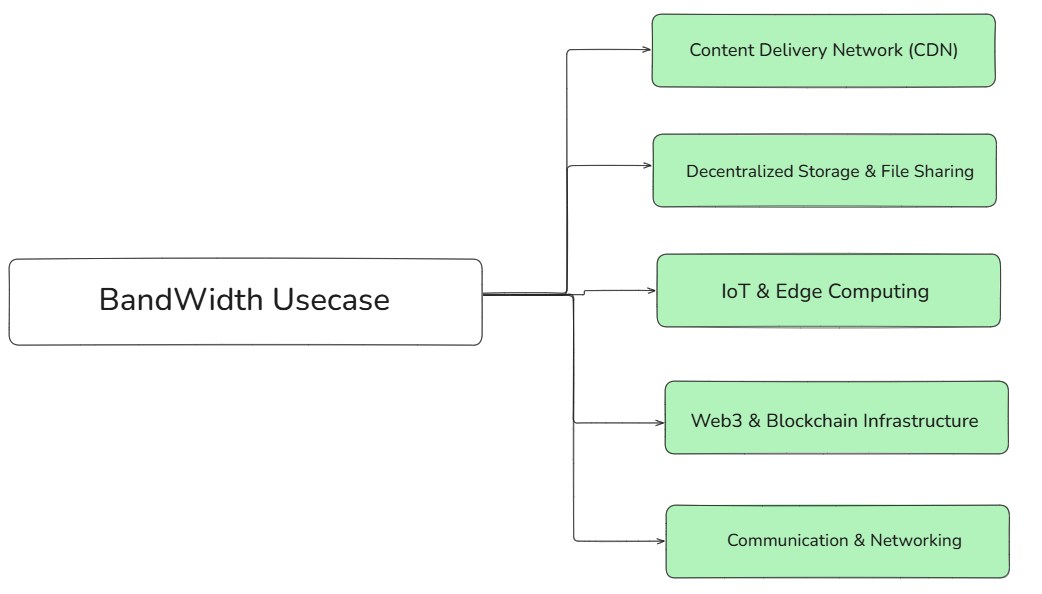 Content Delivery Network (CDN)
Decentralized Storage & File Sharing
BandWidth Usecase
IoT & Edge Computing
Web3 & Blockchain Infrastructure
Communication & Networking